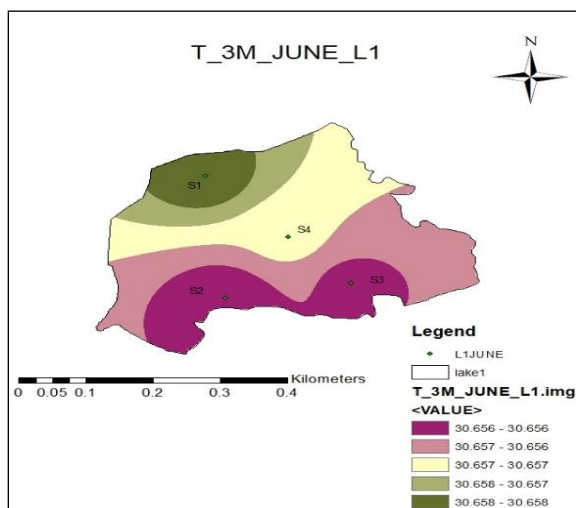 T_3M_JUNE_L1
N
S1
S4
S2
S3
Legend
L1JUNE
lake1
Kilometers
0 0.05 0.1 0.2 0.3 0.4
T_3M_JUNE_L1.img
<VALUE>
30.656 - 30.656
30.657 - 30.656
30.657 - 30.657
30.658 - 30.657
30.658 - 30.658